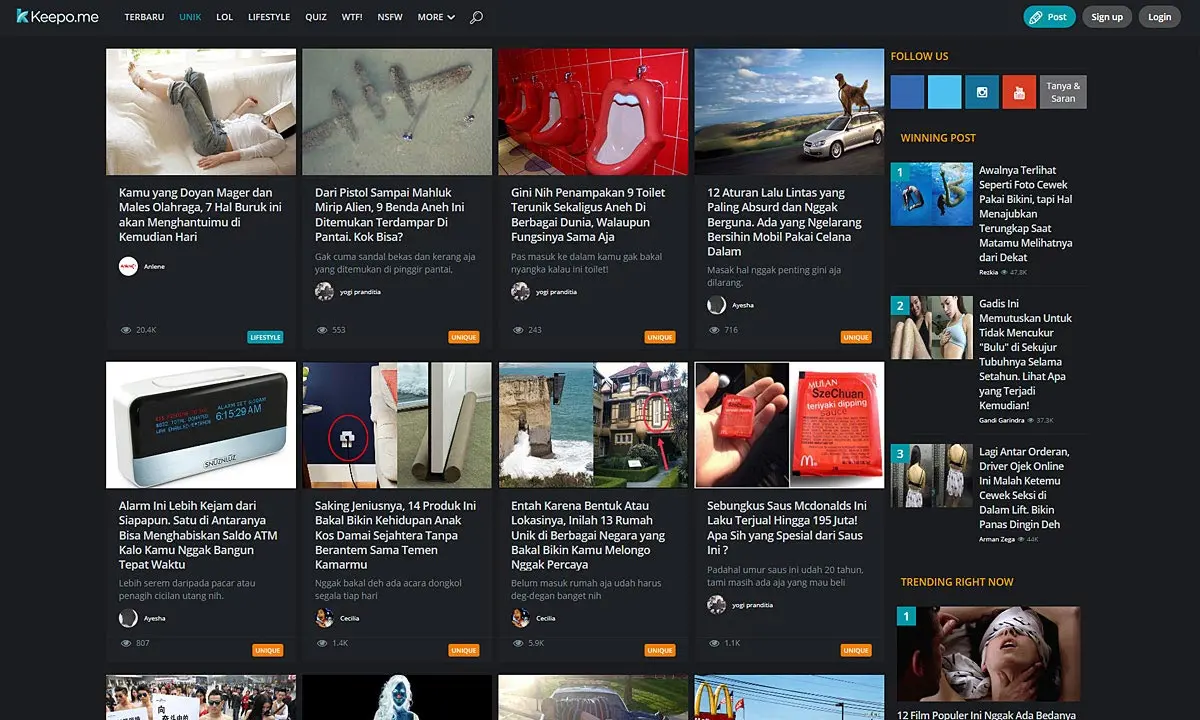 Keepo.me
TERBARU
UNIK
LOL
LIFESTYLE
QUIZ
WTF!
NSFW
MORE
Post
Sign up
Login
Kamu yang Doyan Mager dan
Males Olahraga, 7 Hal Buruk ini
akan Menghantuimu di
Kemudian Hari
Anlene
20.4K
LIFESTYLE
Dari Pistol Sampai Mahluk
Mirip Alien, 9 Benda Aneh Ini
Ditemukan Terdampar Di
Pantai. Kok Bisa?
Gak cuma sandal bekas dan kerang aja
yang ditemukan di pinggir pantai,
yogi pranditia
553
UNIQUE
Gini Nih Penampakan 9 Toilet
Terunik Sekaligus Aneh Di
Berbagai Dunia, Walaupun
Fungsinya Sama Aja
Pas masuk ke dalam kamu gak bakal
nyangka kalau ini toilet!
yogi pranditia
243
UNIQUE
12 Aturan Lalu Lintas yang
Paling Absurd dan Nggak
Berguna. Ada yang Ngelarang
Bersihin Mobil Pakai Celana
Dalam
Masak hal nggak penting gini aja
dilarang.
Ayesha
716
UNIQUE
ALARM SET 6:00AM
6:15:29AM
SNŪZNLŪZ
Alarm Ini Lebih Kejam dari
Siapapun. Satu di Antaranya
Bisa Menghabiskan Saldo ATM
Kalo Kamu Nggak Bangun
Tepat Waktu
Lebih serem daripada pacar atau
penagih cicilan utang nih.
Ayesha
807
UNIQUE
Saking Jeniusnya, 14 Produk Ini
Bakal Bikin Kehidupan Anak
Kos Damai Sejahtera Tanpa
Berantem Sama Temen
Kamarmu
Nggak bakal deh ada acara dongkol
segala tiap hari
Cecilia
1.4K
UNIQUE
Entah Karena Bentuk Atau
Lokasinya, Inilah 13 Rumah
Unik di Berbagai Negara yang
Bakal Bikin Kamu Melongo
Nggak Percaya
Belum masuk rumah aja udah harus
deg-degan banget nih
Cecilia
5.9K
UNIQUE
MULAN
SzeChuan
teriyaki dipping
sauce
Sebungkus Saus Mcdonalds Ini
Laku Terjual Hingga 195 Juta!
Apa Sih yang Spesial dari Saus
Ini ?
Padahal umur saus ini udah 20 tahun,
tami masih ada aja yang mau beli
yogi pranditia
1.1K
UNIQUE
FOLLOW US
Tanya &
Saran
WINNING POST
1
Awalnya Terlihat
Seperti Foto Cewek
Pakai Bikini, tapi Hal
Menajubkan
Terungkap Saat
Matamu Melihatnya
dari Dekat
Rezkia 47.8K
2
Gadis Ini
Memutuskan Untuk
Tidak Mencukur
"Bulu" di Sekujur
Tubuhnya Selama
Setahun. Lihat Apa
yang Terjadi
Kemudian!
Gandi Garindra 37.3K
3
Lagi Antar Orderan,
Driver Ojek Online
Ini Malah Ketemu
Cewek Seksi di
Dalam Lift. Bikin
Panas Dingin Deh
Arman Zega 44K
TRENDING RIGHT NOW
1
12 Film Populer Ini Nggak Ada Bedanya